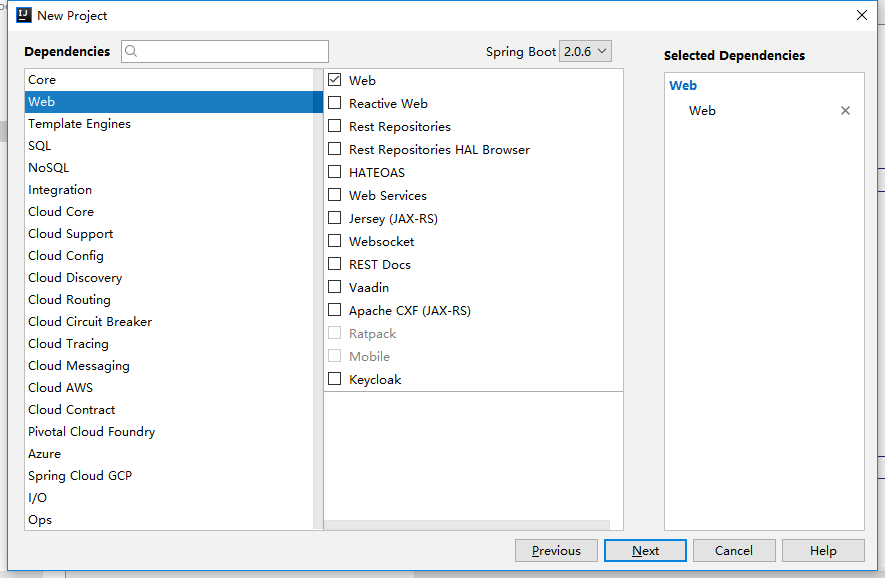 New Project
Dependencies
Spring Boot 2.0.6
Selected Dependencies
Core
Web
Template Engines
SQL
NoSQL
Integration
Cloud Core
Cloud Support
Cloud Config
Cloud Discovery
Cloud Routing
Cloud Circuit Breaker
Cloud Tracing
Cloud Messaging
Cloud AWS
Cloud Contract
Pivotal Cloud Foundry
Azure
Spring Cloud GCP
I/O
Ops
Web
Reactive Web
Rest Repositories
Rest Repositories HAL Browser
HATEOAS
Web Services
Jersey (JAX-RS)
Websocket
REST Docs
Vaadin
Apache CXF (JAX-RS)
Ratpack
Mobile
Keycloak
Web
Web
Previous
Next
Cancel
Help